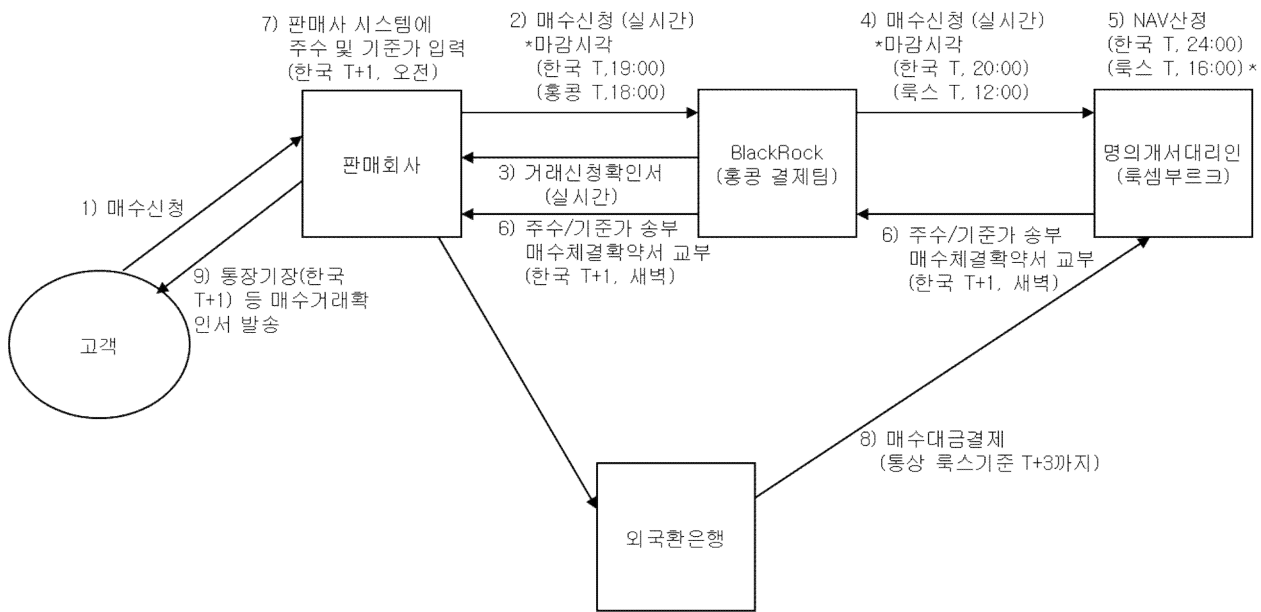 7) 판매사 시스템에
주수 및 기준가 입력
(한국 T+1, 오전)
2) 매수신청 (실시간)
*마감시각
(한국 T,19:00)
(홍콩 T,18:00)
4) 매수신청 (실시간)
*마감시각
(한국 T, 20:00)
(룩스 T, 12:00)
5) NAV산정
(한국 T, 24:00)
(룩스 T, 16:00)*
판매회사
BlackRock
(홍콩 결제팀)
명의개서대리인
(룩셈부르크)
3) 거래신청확인서
(실시간)
1) 매수신청
6) 주수/기준가 송부
매수체결확약서 교부
(한국 T+1, 새벽)
6) 주수/기준가 송부
매수체결확약서 교부
(한국 T+1, 새벽)
9) 통장기장(한국
T+1) 등 매수거래확
인서 발송
고객
8) 매수대금결제
(통상 룩스기준 T+3까지)
외국환은행